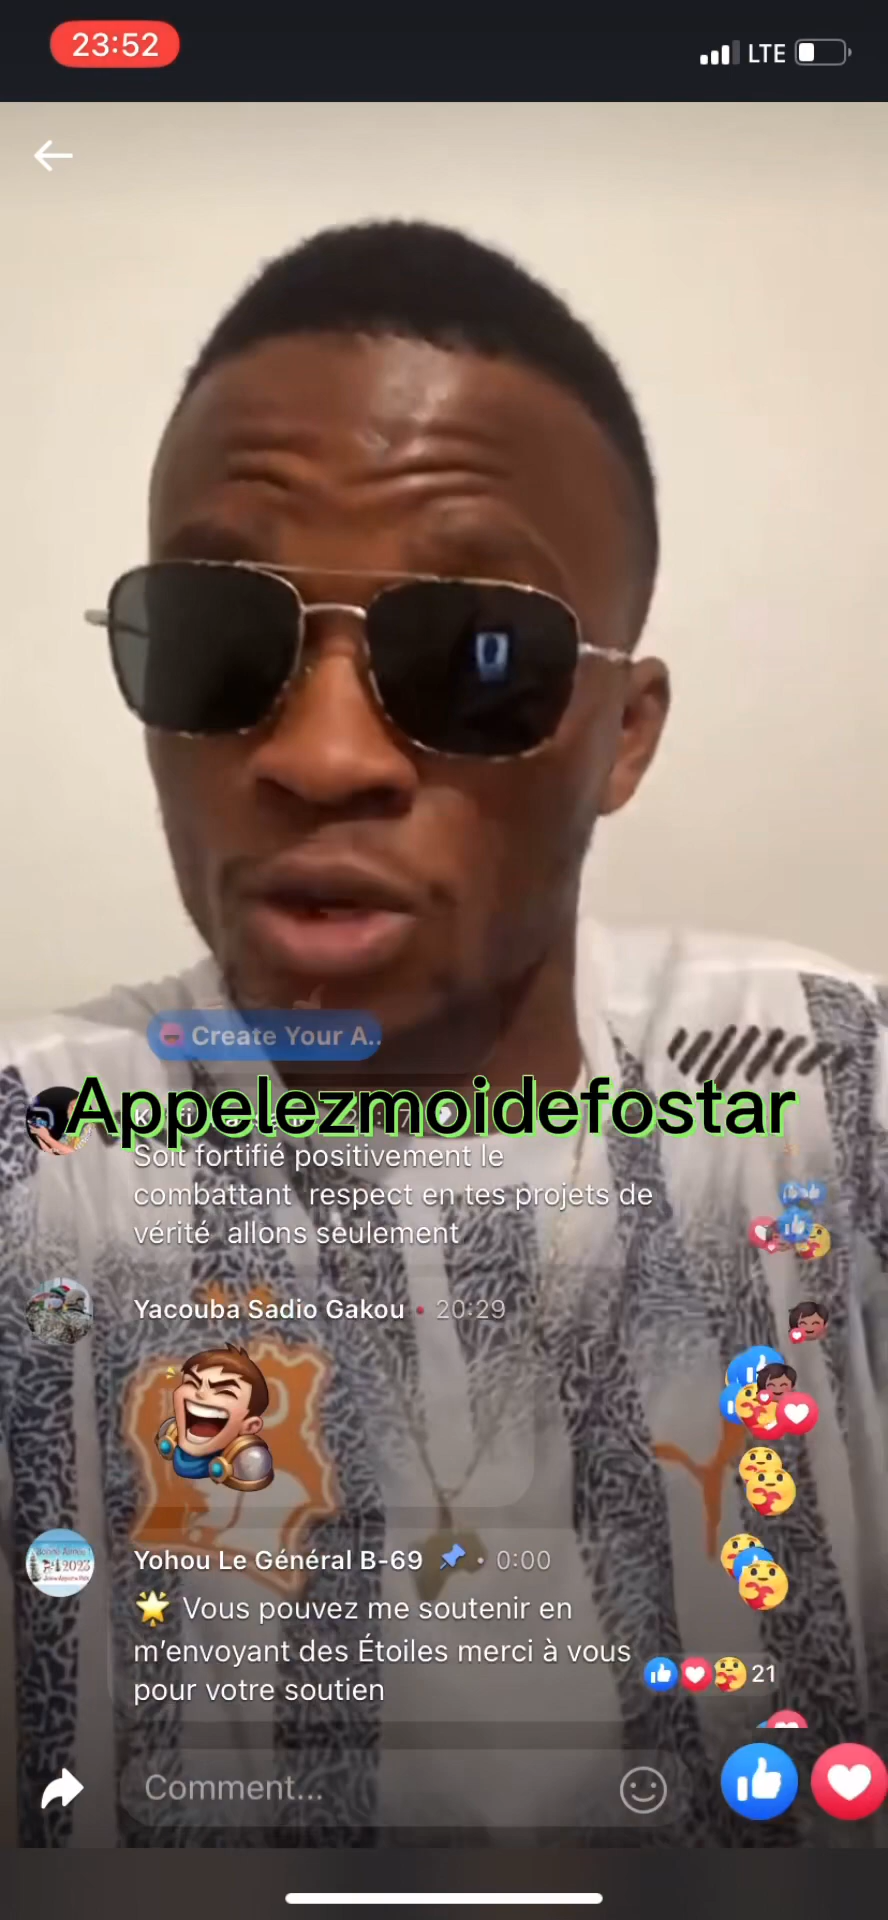 23:52
LTE
Create Your A..
Appelezmoidefostar
Soit fortifié positivement le
combattant respect en tes projets de
vérité allons seulement
Yacouba Sadio Gakou • 20:29
Yohou Le Général B-69 • 0:00
Vous pouvez me soutenir en
m'envoyant des Étoiles merci à vous
pour votre soutien
21
Comment...